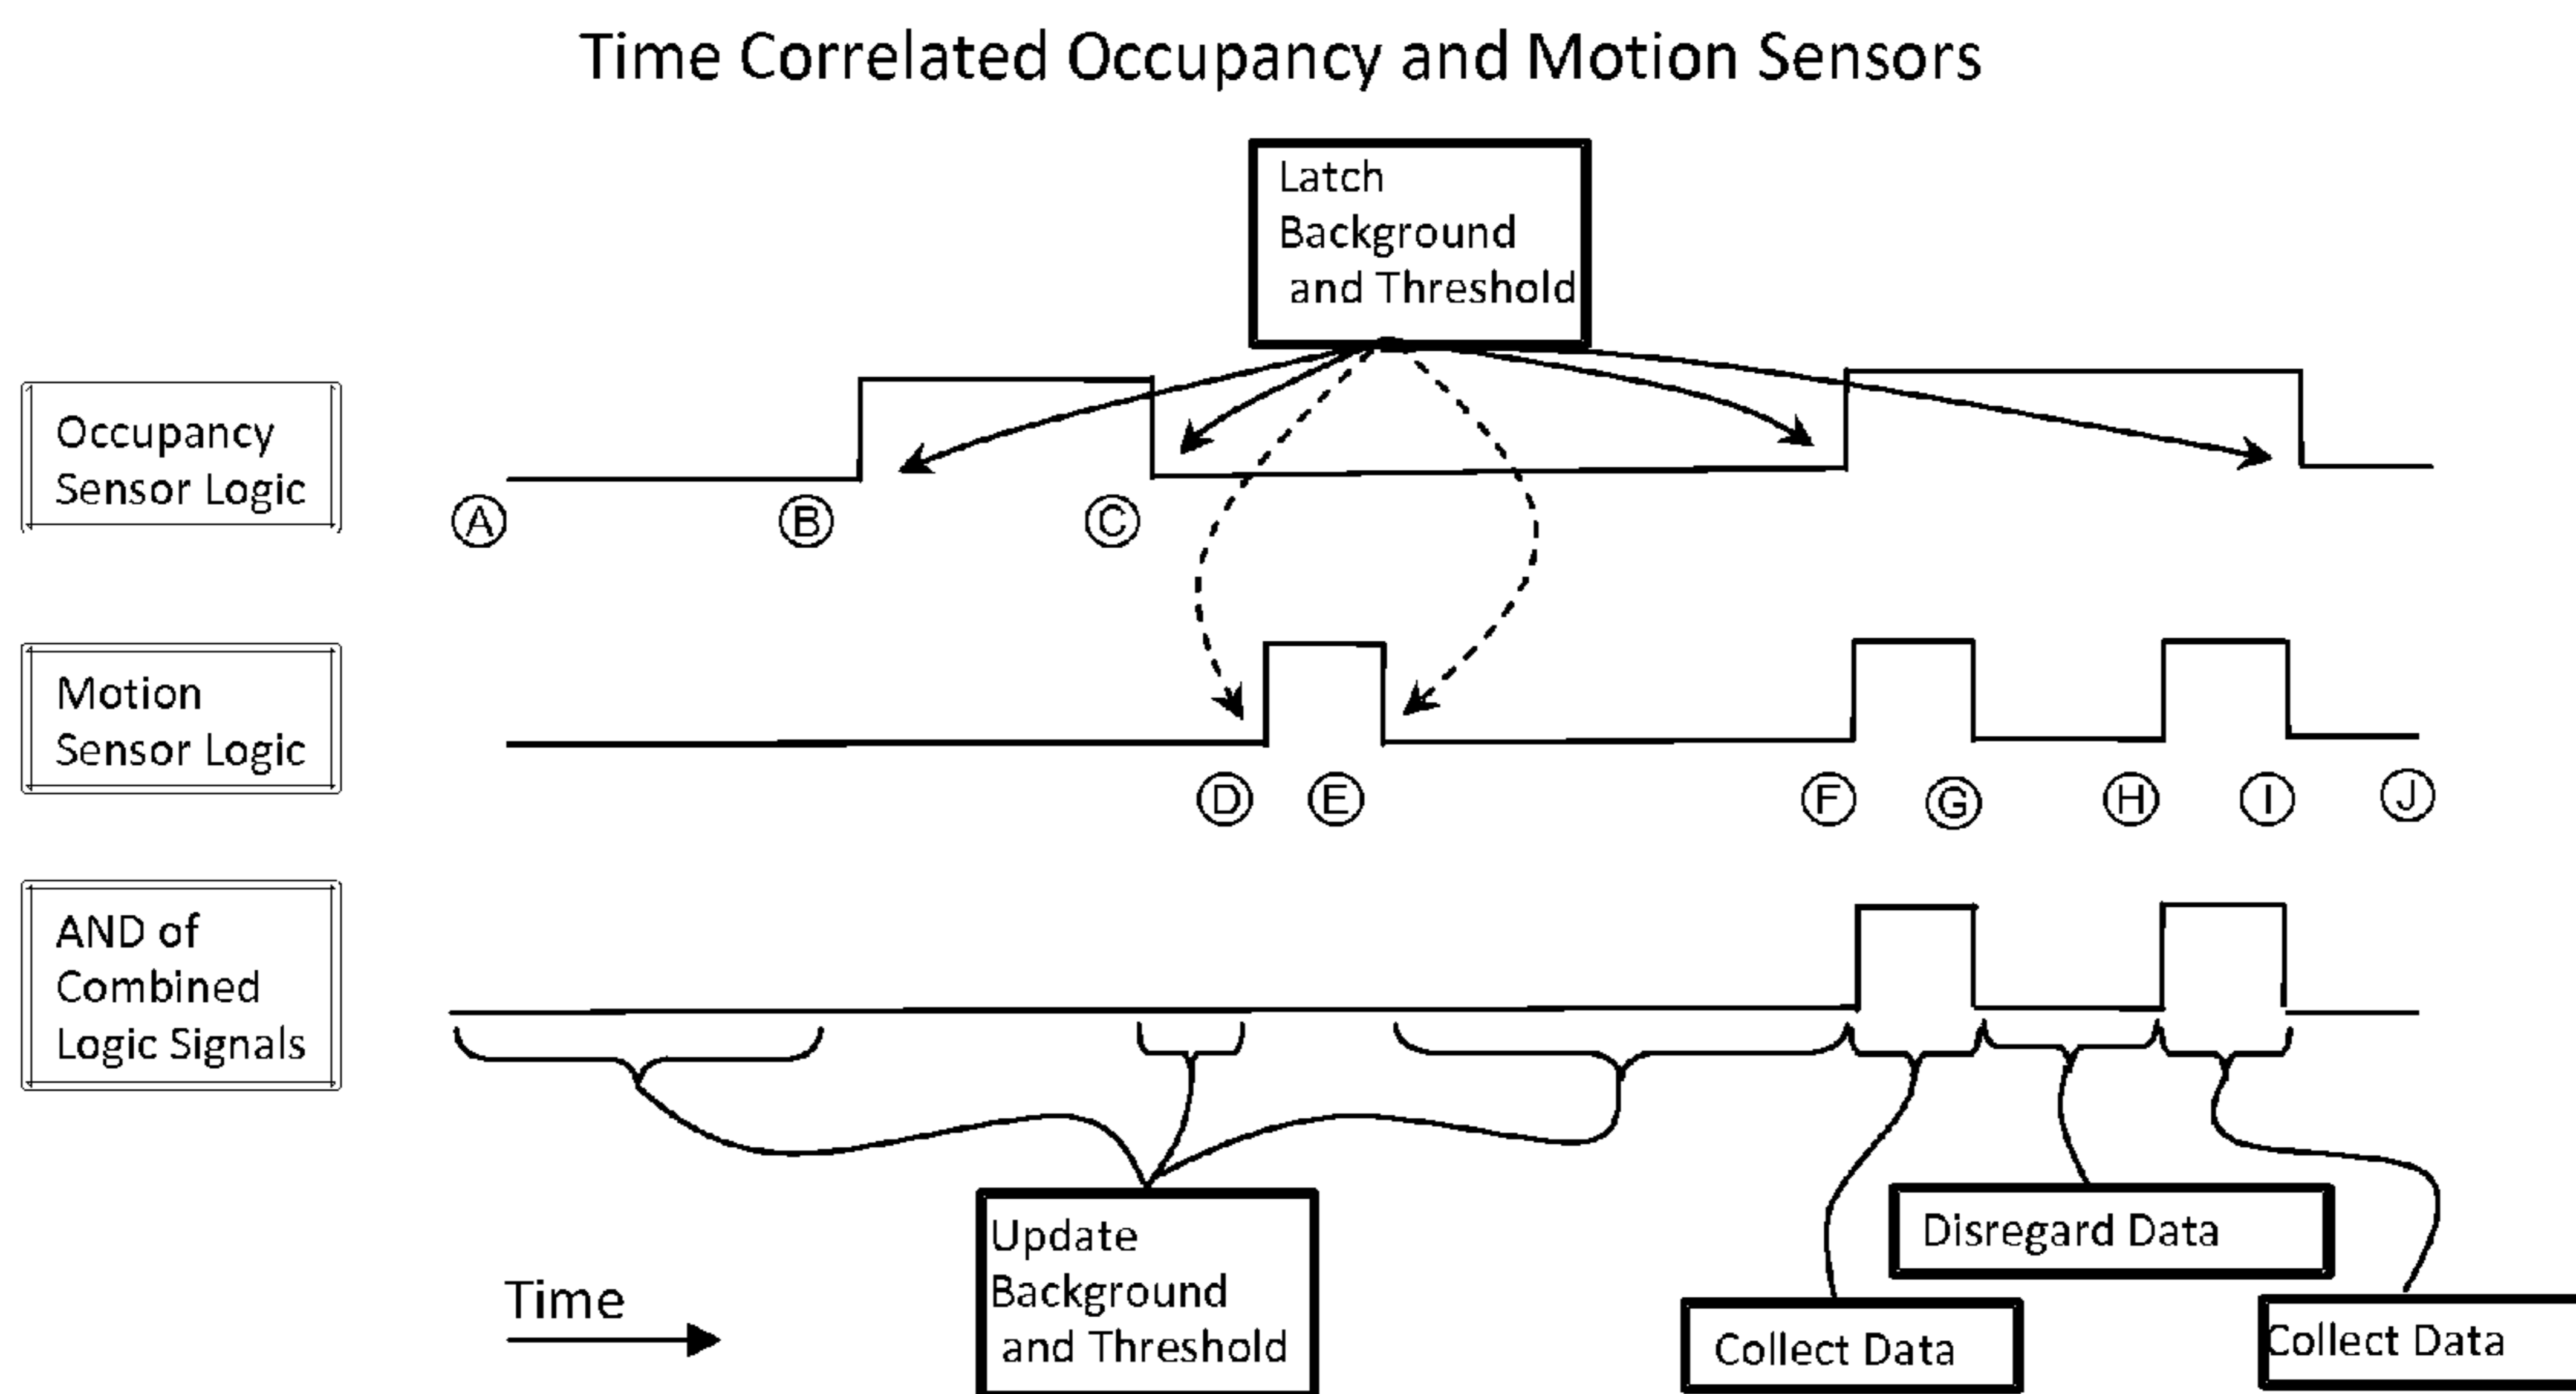 Time Correlated Occupancy and Motion Sensors
Latch
Background
and Threshold
Occupancy
Sensor Logic
A
B
C
Motion
Sensor Logic
D
E
F
G
H
I
J
AND of
Combined
Logic Signals
Update
Background
and Threshold
Disregard Data
Time
Collect Data
Collect Data